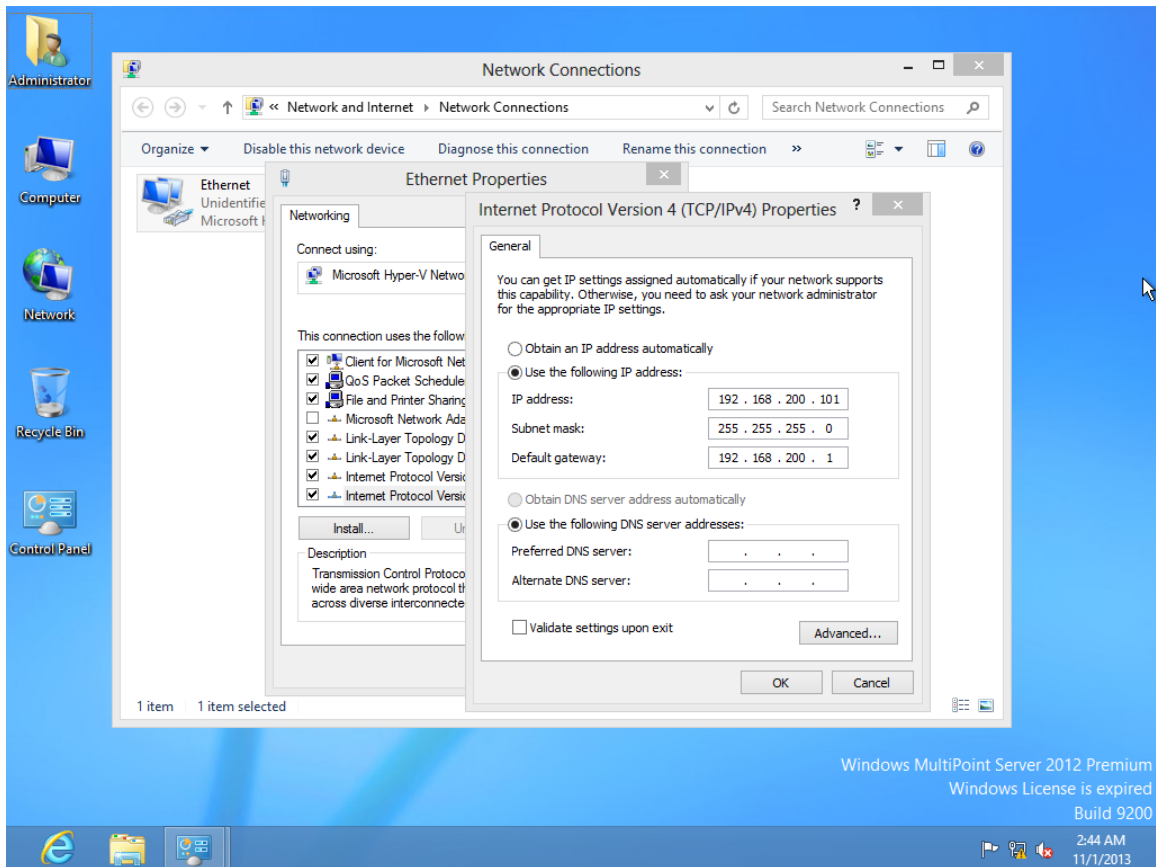 Administrator
Computer
Network
Recycle Bin
Control Panel
Network Connections
« Network and Internet Network Connections
Search Network Connections
Organize
Disable this network device
Diagnose this connection
Rename this connection
»
Ethernet
Unidentifie
Microsoft H
1 item
1 item selected
Ethernet Properties
Networking
Connect using:
Microsoft Hyper-V Netwo
This connection uses the follow
Client for Microsoft Net
QoS Packet Schedule
File and Printer Sharing
Microsoft Network Ada
Link-Layer Topology D
Link-Layer Topology D
Internet Protocol Versio
Internet Protocol Versio
Install...
Un
Description
Transmission Control Protoco
wide area network protocol th
across diverse interconnecte
Internet Protocol Version 4 (TCP/IPv4) Properties
?
General
You can get IP settings assigned automatically if your network supports
this capability. Otherwise, you need to ask your network administrator
for the appropriate IP settings.
Obtain an IP address automatically
Use the following IP address:
IP address: 192 . 168 . 200 . 101
Subnet mask: 255 . 255 . 255 . 0
Default gateway: 192 . 168 . 200 . 1
Obtain DNS server address automatically
Use the following DNS server addresses:
Preferred DNS server: . . .
Alternate DNS server: . . .
Validate settings upon exit
Advanced...
OK
Cancel
Windows MultiPoint Server 2012 Premium
Windows License is expired
Build 9200
2:44 AM
11/1/2013